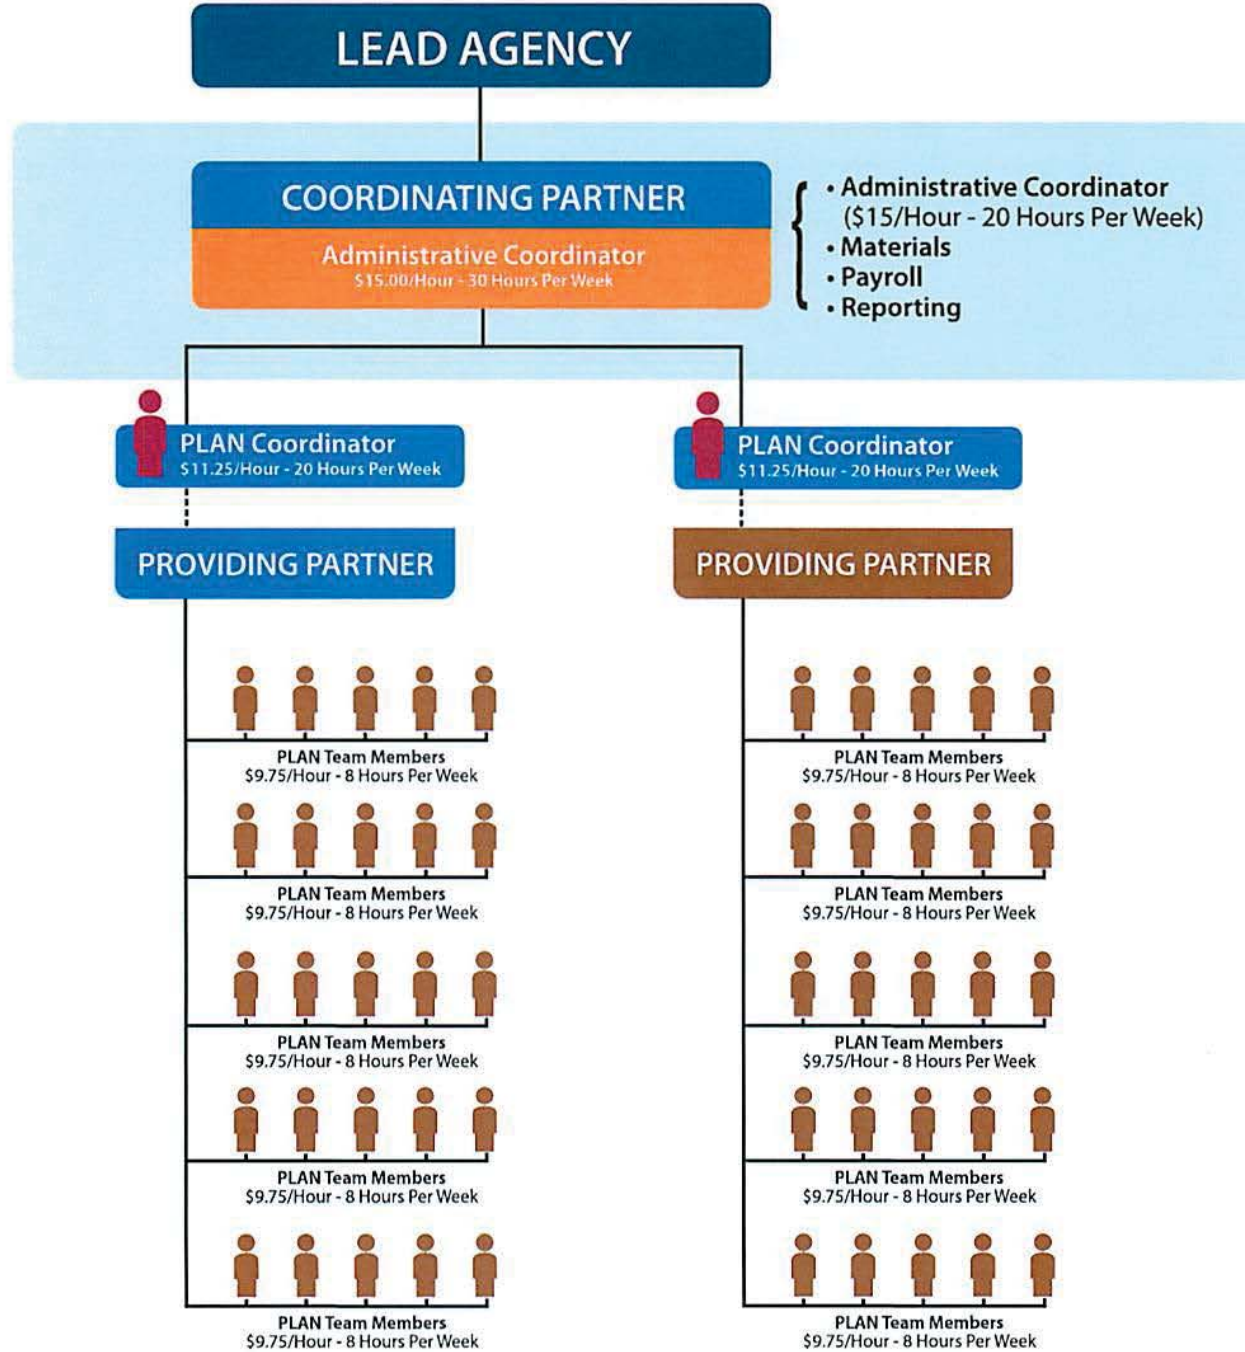 LEAD AGENCY
COORDINATING PARTNER
Administrative Coordinator
$15.00/Hour - 30 Hours Per Week
• Administrative Coordinator
($15/Hour - 20 Hours Per Week)
• Materials
• Payroll
• Reporting
PLAN Coordinator
$11.25/Hour - 20 Hours Per Week
PROVIDING PARTNER
PLAN Team Members
$9.75/Hour - 8 Hours Per Week
PLAN Team Members
$9.75/Hour - 8 Hours Per Week
PLAN Team Members
$9.75/Hour - 8 Hours Per Week
PLAN Team Members
$9.75/Hour - 8 Hours Per Week
PLAN Team Members
$9.75/Hour - 8 Hours Per Week
PLAN Coordinator
$11.25/Hour - 20 Hours Per Week
PROVIDING PARTNER
PLAN Team Members
$9.75/Hour - 8 Hours Per Week
PLAN Team Members
$9.75/Hour - 8 Hours Per Week
PLAN Team Members
$9.75/Hour - 8 Hours Per Week
PLAN Team Members
$9.75/Hour - 8 Hours Per Week
PLAN Team Members
$9.75/Hour - 8 Hours Per Week